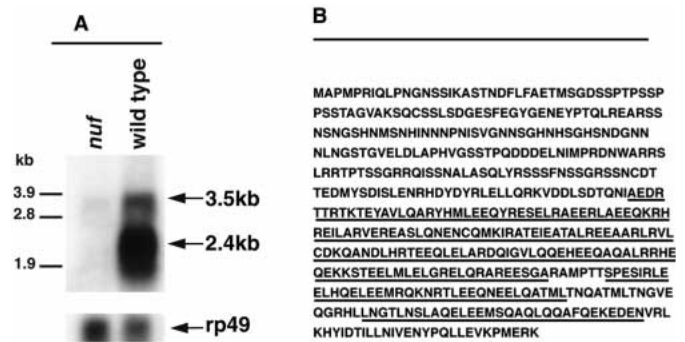 A
nuf
wild type
kb
3.9
2.8
1.9
3.5kb
2.4kb
rp49
B
MAPMPRIQLPNGNSSIKASTNDFLFAETMSGDSSPTPSSP
PSSTAGVAKSQCSSLSDGESFEGYGENEYPTQLREARSS
NSNGSHNMSNHINNNPNISVGNNSGHNHSGHSNDGNN
NLNGSTGVELDLAPHVGSSTPQDDDELNIMPRDNWARRS
LRRTPTSSGRRQISSNALASQLYRSSSFNSSGRSSNCDT
TEDMYSDISLENRHDYDYRLELLQRKVDDLSDTQNIAEDR
TTRTKTEYAVLQARYHMLEEQYRESELRAEERLAEEQKRH
REILARVEREASLQNENCQMKIRATEIEATALREEAARLRVL
CDKQANDLHRTEEQLELARDQIGVLQQEHEEQAQALRRHE
QEKKSTEELMLELGRELQRAREESGARAMPTTSPESIRLE
ELHQELEEMRQKNRTLEEQNEELQATMLTNQATMLTNGVE
QGRHLLNGTLNSLAQELEEMSQAQLQQAFQEKEDENVRL
KHYIDTILLNIVENYPQLLEVKPMERK